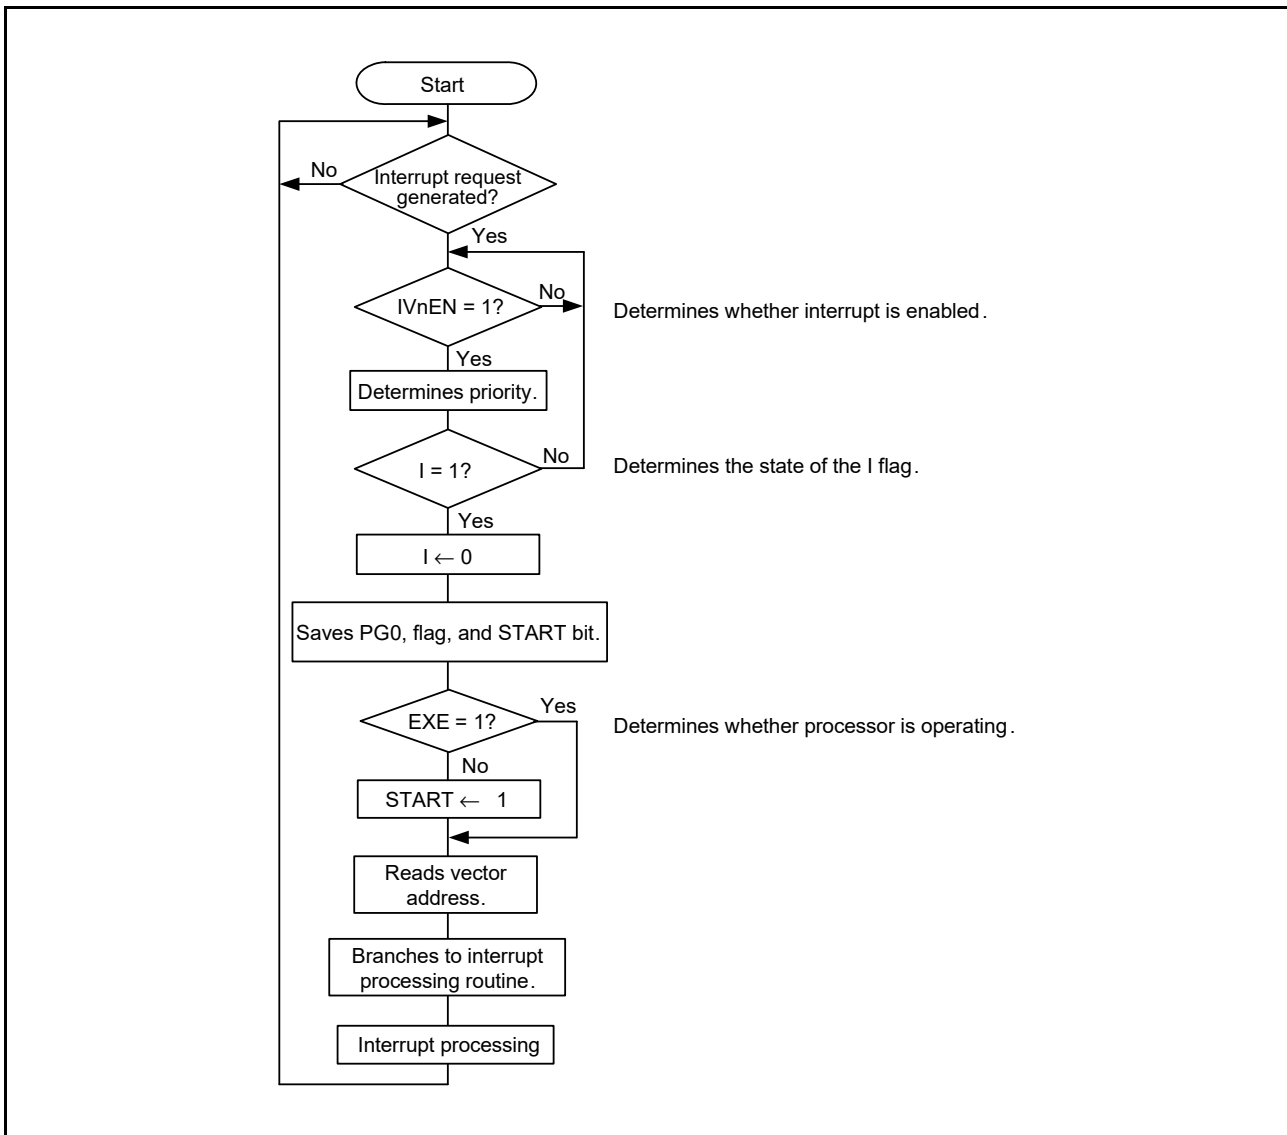 Start
No
Interrupt request
generated?
Yes
IVnEN = 1?
No
Determines whether interrupt is enabled.
Yes
Determines priority.
I = 1?
No
Determines the state of the I flag.
Yes
I ← 0
Saves PG0, flag, and START bit.
EXE = 1?
Yes
Determines whether processor is operating.
No
START ← 1
Reads vector
address.
Branches to interrupt
processing routine.
Interrupt processing